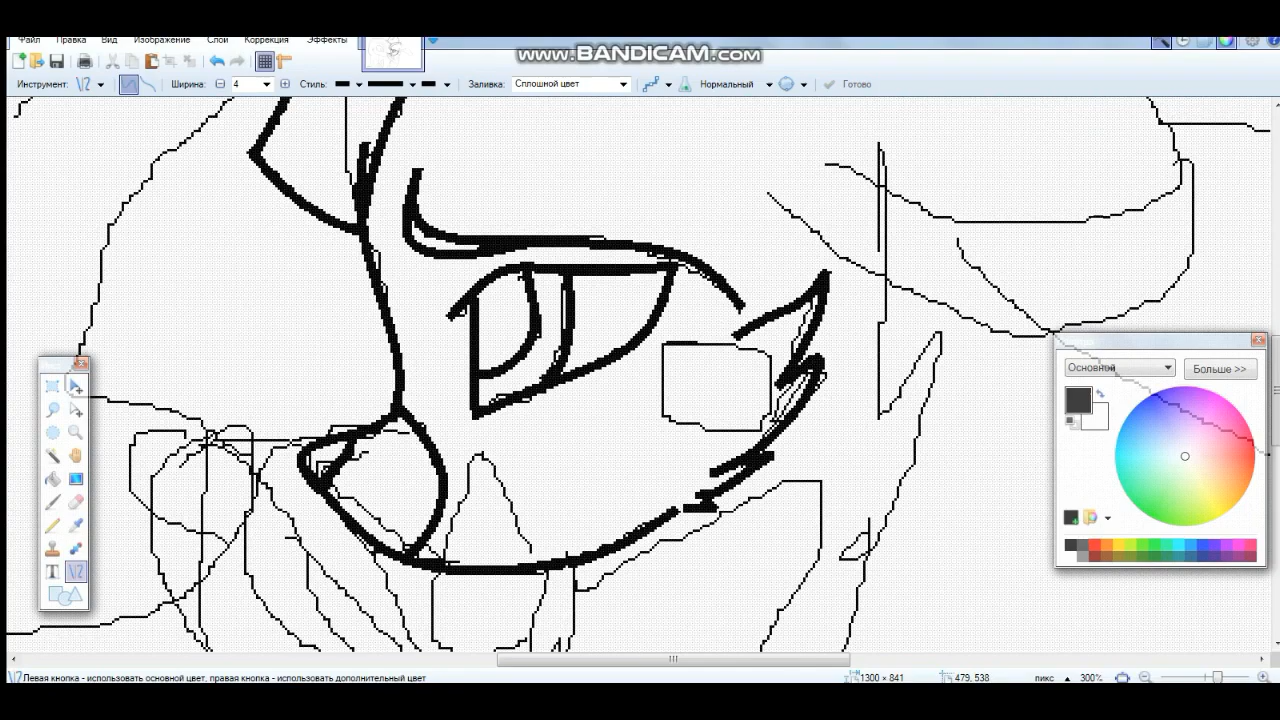 www.BANDICAM.com
Файл Правка Вид Изображение Слои Коррекция Эффекты
Инструмент: Ширина: 4 Стиль: Заливка: Сплошной цвет Нормальный Готово
Основной Больше >>
Левая кнопка - использовать основной цвет, правая кнопка - использовать дополнительный цвет 1300 × 841 479, 538 пикс 300%